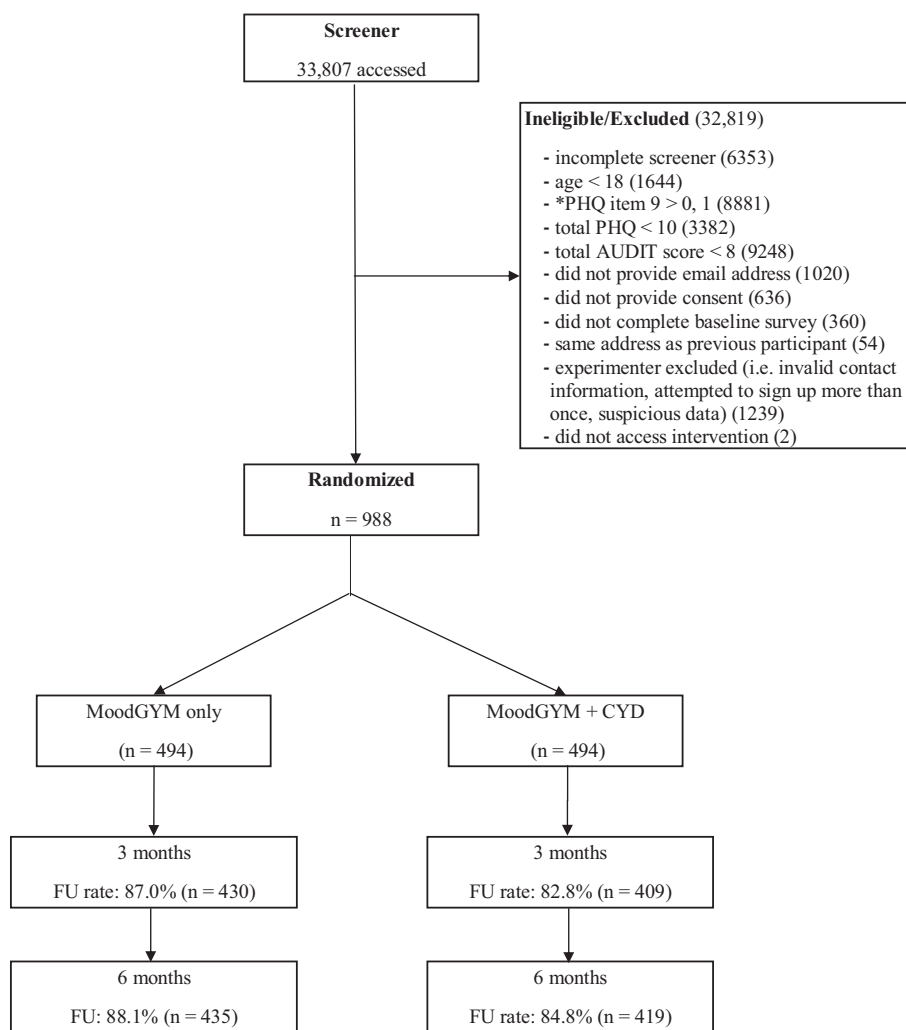 Screener
33,807 accessed
Ineligible/Excluded (32,819)
- incomplete screener (6353)
- age < 18 (1644)
- *PHQ item 9 > 0, 1 (8881)
- total PHQ < 10 (3382)
- total AUDIT score < 8 (9248)
- did not provide email address (1020)
- did not provide consent (636)
- did not complete baseline survey (360)
- same address as previous participant (54)
- experimenter excluded (i.e. invalid contact
information, attempted to sign up more than
once, suspicious data) (1239)
- did not access intervention (2)
Randomized
n = 988
MoodGYM only
(n = 494)
MoodGYM + CYD
(n = 494)
3 months
FU rate: 87.0% (n = 430)
3 months
FU rate: 82.8% (n = 409)
6 months
FU: 88.1% (n = 435)
6 months
FU rate: 84.8% (n = 419)